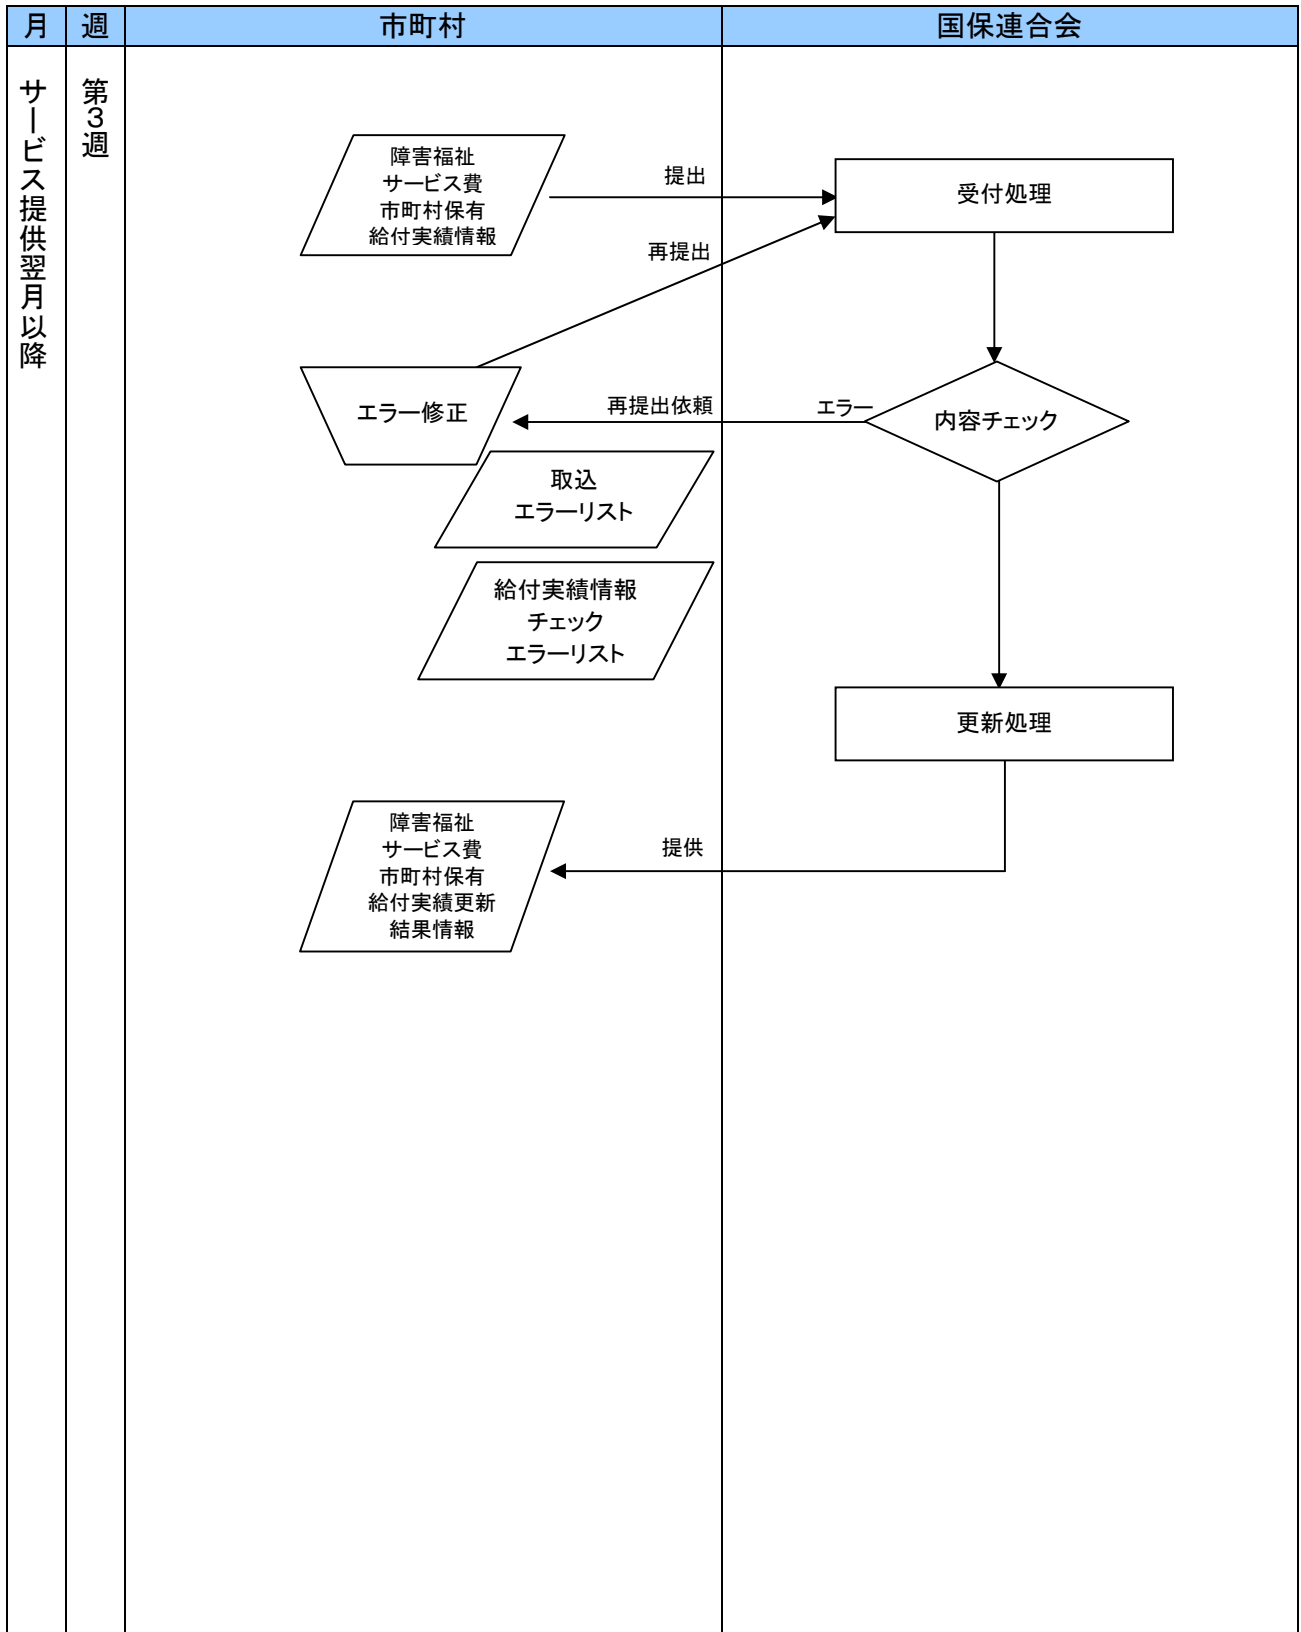 月
週
市町村
国保連合会
サービス提供翌月以降
第3週
障害福祉
サービス費
市町村保有
給付実績情報
提出
受付処理
再提出
エラー修正
再提出依頼
エラー
内容チェック
取込
エラーリスト
給付実績情報
チェック
エラーリスト
更新処理
障害福祉
サービス費
市町村保有
給付実績更新
結果情報
提供